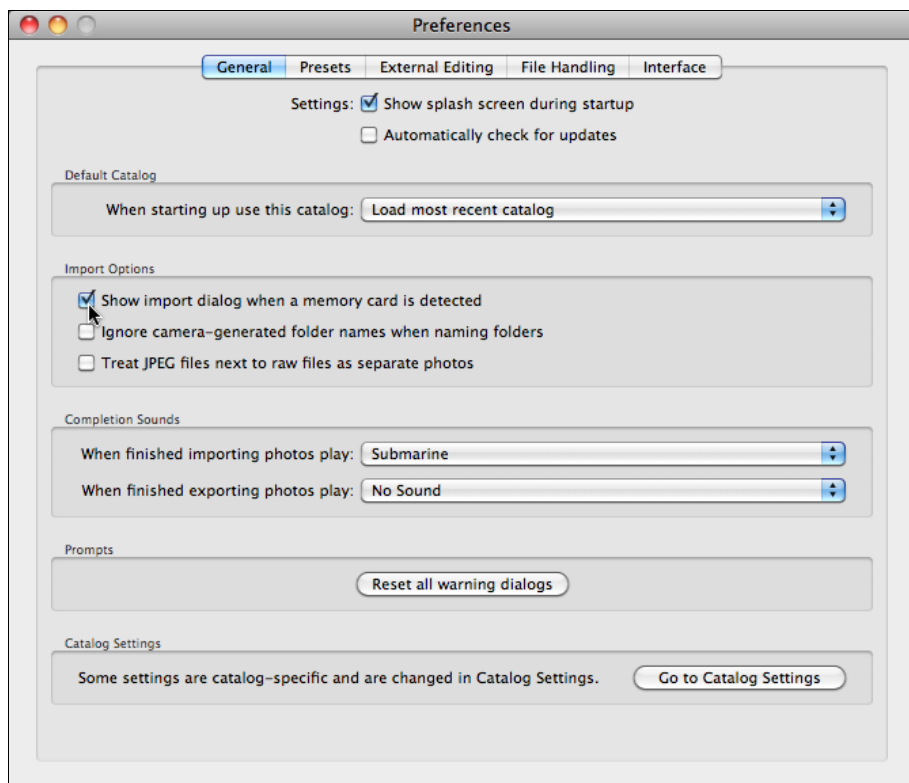 Preferences
General Presets External Editing File Handling Interface
Settings: Show splash screen during startup
Automatically check for updates
Default Catalog
When starting up use this catalog: Load most recent catalog
Import Options
Show import dialog when a memory card is detected
Ignore camera-generated folder names when naming folders
Treat JPEG files next to raw files as separate photos
Completion Sounds
When finished importing photos play: Submarine
When finished exporting photos play: No Sound
Prompts
Reset all warning dialogs
Catalog Settings
Some settings are catalog-specific and are changed in Catalog Settings. Go to Catalog Settings